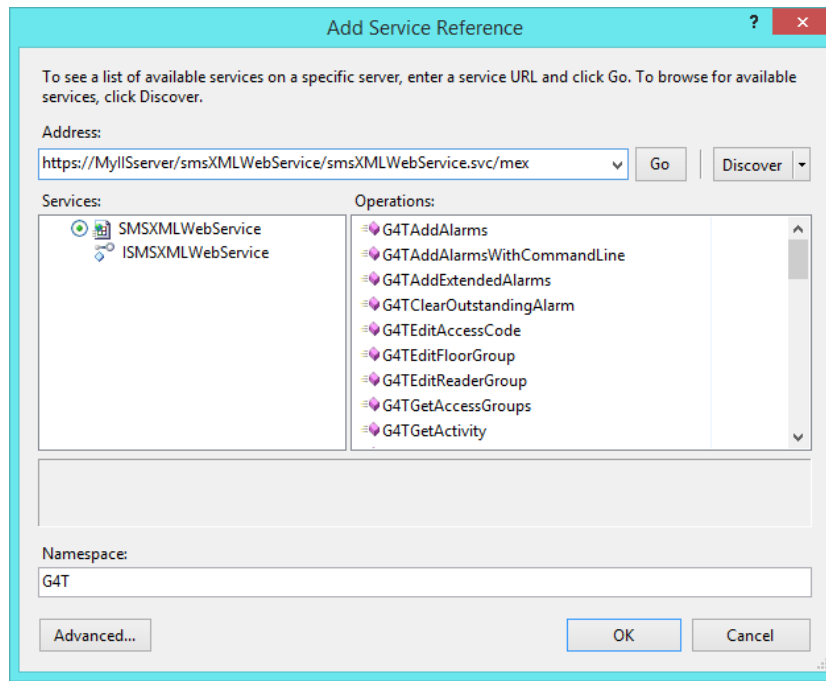 Add Service Reference
?
×
To see a list of available services on a specific server, enter a service URL and click Go. To browse for available
services, click Discover.
Address:
https://MyIISserver/smsXMLWebService/smsXMLWebService.svc/mex
Go
Discover
Services:
Operations:
SMSXMLWebService
ISMSXMLWebService
G4TAddAlarms
G4TAddAlarmsWithCommandLine
G4TAddExtendedAlarms
G4TClearOutstandingAlarm
G4TEditAccessCode
G4TEditFloorGroup
G4TEditReaderGroup
G4TGetAccessGroups
G4TGetActivity
Namespace:
G4T
Advanced...
OK
Cancel